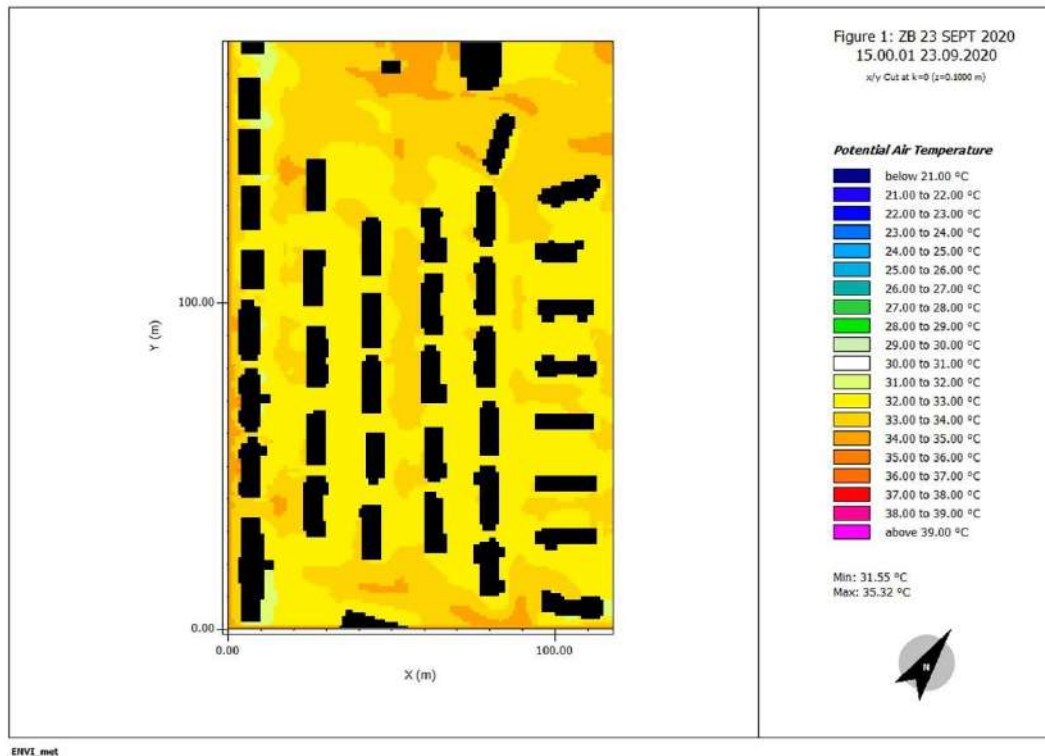 Figure 1: ZB 23 SEPT 2020
15.00.01 23.09.2020
x/y Cut at k=0 (z=0.1000 m)
Potential Air Temperature
below 21.00 °C
21.00 to 22.00 °C
22.00 to 23.00 °C
23.00 to 24.00 °C
24.00 to 25.00 °C
25.00 to 26.00 °C
26.00 to 27.00 °C
27.00 to 28.00 °C
28.00 to 29.00 °C
29.00 to 30.00 °C
30.00 to 31.00 °C
31.00 to 32.00 °C
32.00 to 33.00 °C
33.00 to 34.00 °C
34.00 to 35.00 °C
35.00 to 36.00 °C
36.00 to 37.00 °C
37.00 to 38.00 °C
38.00 to 39.00 °C
above 39.00 °C
Min: 31.55 °C
Max: 35.32 °C
N
100.00
Y (m)
0.00
0.00
100.00
X (m)
ENVI_met